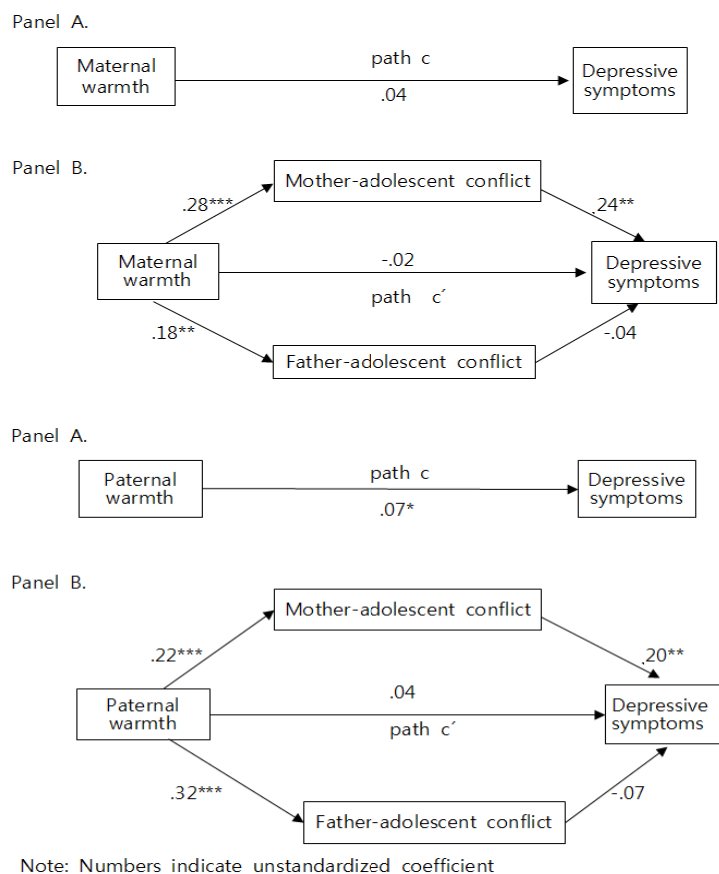 Panel A.
Maternal
warmth
path c
.04
Depressive
symptoms
Panel B.
Mother-adolescent conflict
.28***
.24**
Maternal
warmth
-.02
path c´
Depressive
symptoms
.18**
-.04
Father-adolescent conflict
Panel A.
Paternal
warmth
path c
.07*
Depressive
symptoms
Panel B.
Mother-adolescent conflict
.22***
.20**
Paternal
warmth
.04
path c´
Depressive
symptoms
.32***
-.07
Father-adolescent conflict
Note: Numbers indicate unstandardized coefficient